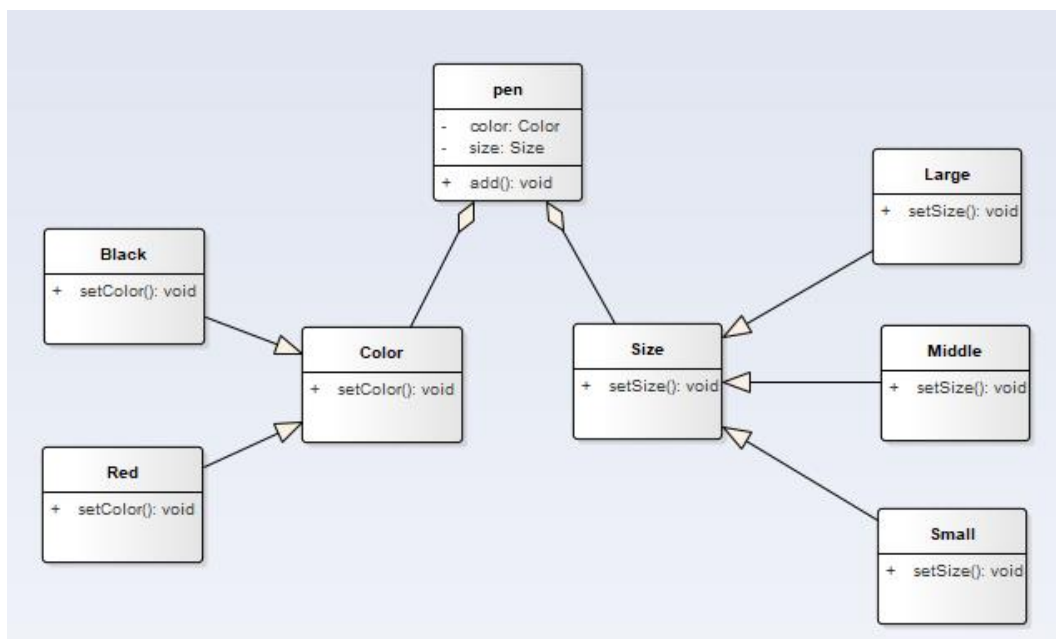 pen
- color: Color
- size: Size
+ add(): void
Large
+ setSize(): void
Black
+ setColor(): void
Color
+ setColor(): void
Size
+ setSize(): void
Middle
+ setSize(): void
Red
+ setColor(): void
Small
+ setSize(): void